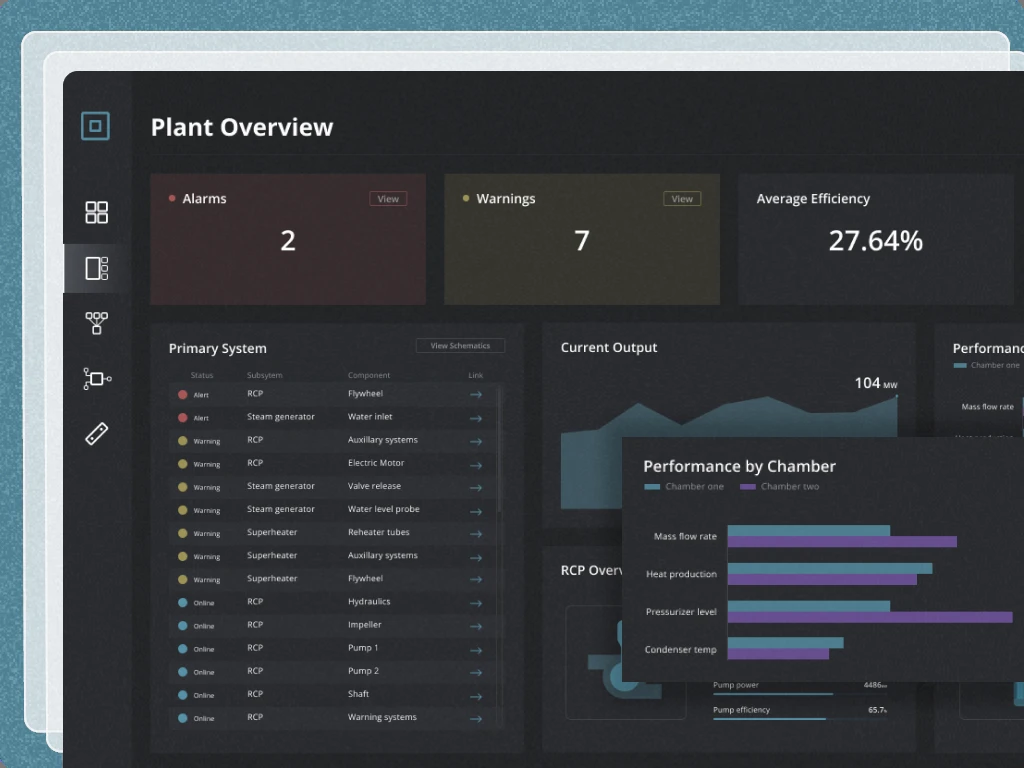 Plant Overview
Alarms View
2
Warnings View
7
Average Efficiency
27.64%
Primary System View Schematics
Status Subsytem Component Link
Alert RCP Flywheel
Alert Steam generator Water inlet
Warning RCP Auxillary systems
Warning RCP Electric Motor
Warning Steam generator Valve release
Warning Steam generator Water level probe
Warning Superheater Reheater tubes
Warning Superheater Auxillary systems
Warning Superheater Flywheel
Online RCP Hydraulics
Online RCP Impeller
Online RCP Pump 1
Online RCP Pump 2
Online RCP Shaft
Online RCP Warning systems
Current Output
104 MW
Performanc
Chamber one
Mass flow rate
Performance by Chamber
Chamber one Chamber two
Mass flow rate
Heat production
Pressurizer level
Condenser temp
RCP Overv
Pump power 4486
Pump efficiency 65.7